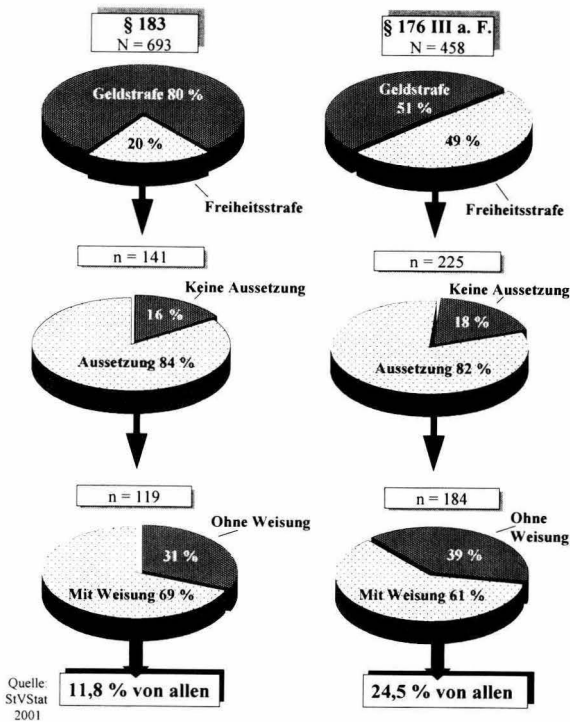 § 183
N = 693
Geldstrafe 80 %
20 %
Freiheitsstrafe
n = 141
Keine Aussetzung
16 %
Aussetzung 84 %
n = 119
Ohne Weisung
31 %
Mit Weisung 69 %
11,8 % von allen
§ 176 III a. F.
N = 458
Geldstrafe
51 %
49 %
Freiheitsstrafe
n = 225
Keine Aussetzung
18 %
Aussetzung 82 %
n = 184
Ohne
Weisung
39 %
Mit Weisung 61 %
24,5 % von allen
Quelle:
StVStat
2001